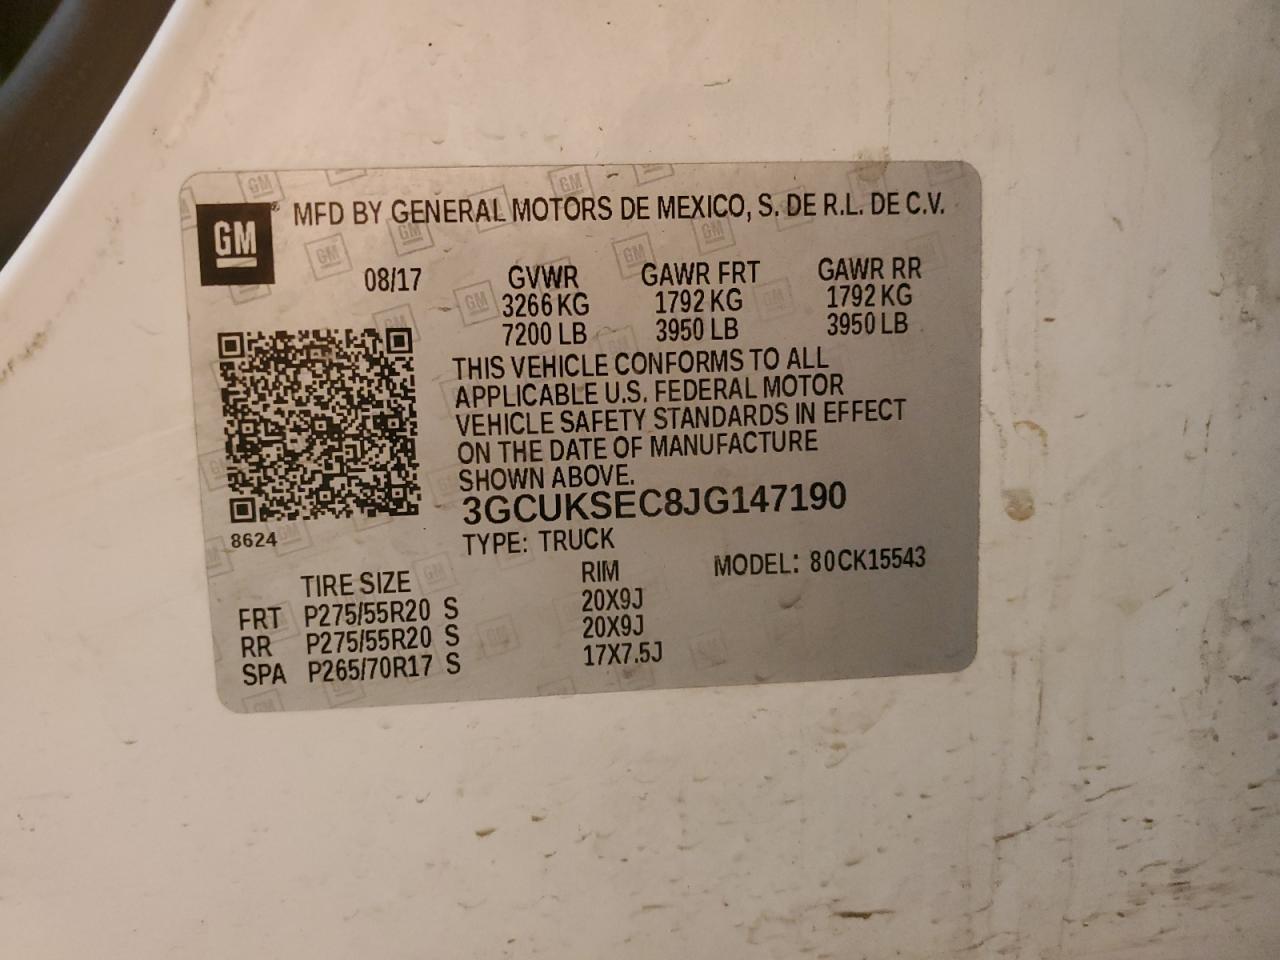 GM
MFD BY GENERAL MOTORS DE MEXICO, S. DE R.L. DE C.V.
08/17 GVWR GAWR FRT GAWR RR
3266 KG 1792 KG 1792 KG
7200 LB 3950 LB 3950 LB
THIS VEHICLE CONFORMS TO ALL
APPLICABLE U.S. FEDERAL MOTOR
VEHICLE SAFETY STANDARDS IN EFFECT
ON THE DATE OF MANUFACTURE
SHOWN ABOVE.
3GCUKSEC8JG147190
8624
TYPE: TRUCK
TIRE SIZE RIM MODEL: 80CK15543
FRT P275/55R20 S 20X9J
RR P275/55R20 S 20X9J
SPA P265/70R17 S 17X7.5J